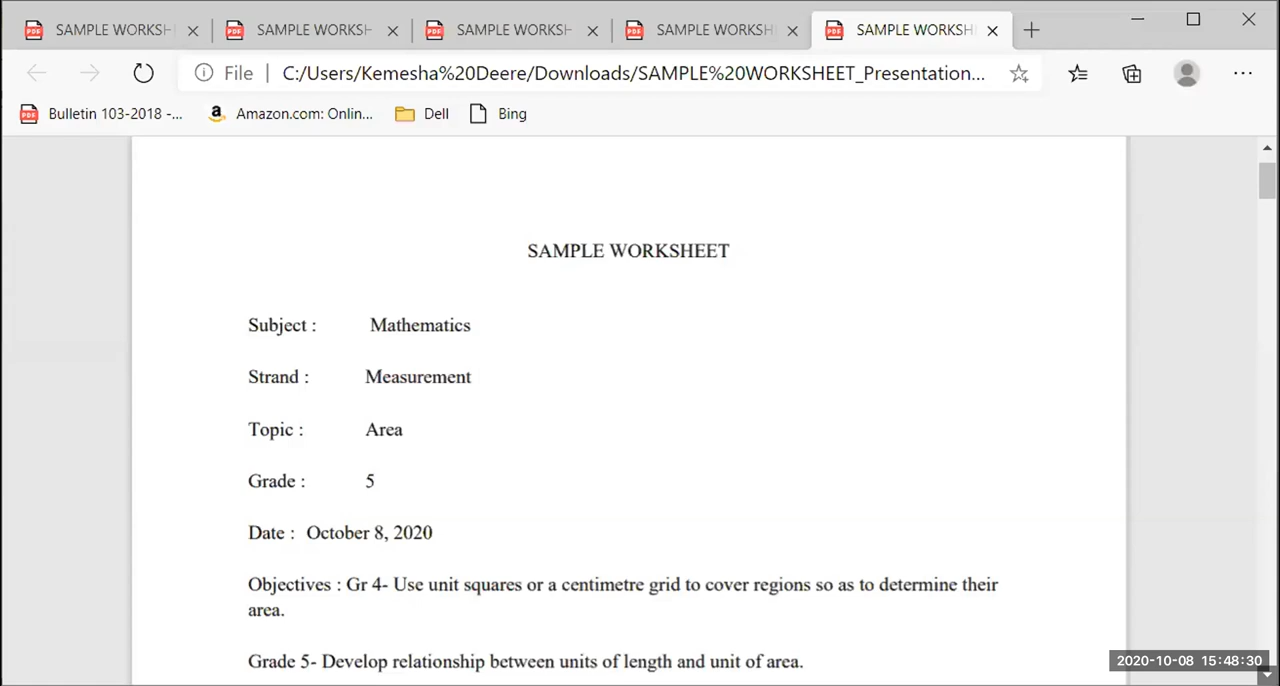 SAMPLE WORKSH
SAMPLE WORKSH
SAMPLE WORKSH
SAMPLE WORKSH
SAMPLE WORKSH
File | C:/Users/Kemesha%20Deere/Downloads/SAMPLE%20WORKSHEET_Presentation...
Bulletin 103-2018 -... Amazon.com: Onlin... Dell Bing
SAMPLE WORKSHEET
Subject : Mathematics
Strand : Measurement
Topic : Area
Grade : 5
Date : October 8, 2020
Objectives : Gr 4- Use unit squares or a centimetre grid to cover regions so as to determine their
area.
Grade 5- Develop relationship between units of length and unit of area.
2020-10-08 15:48:30